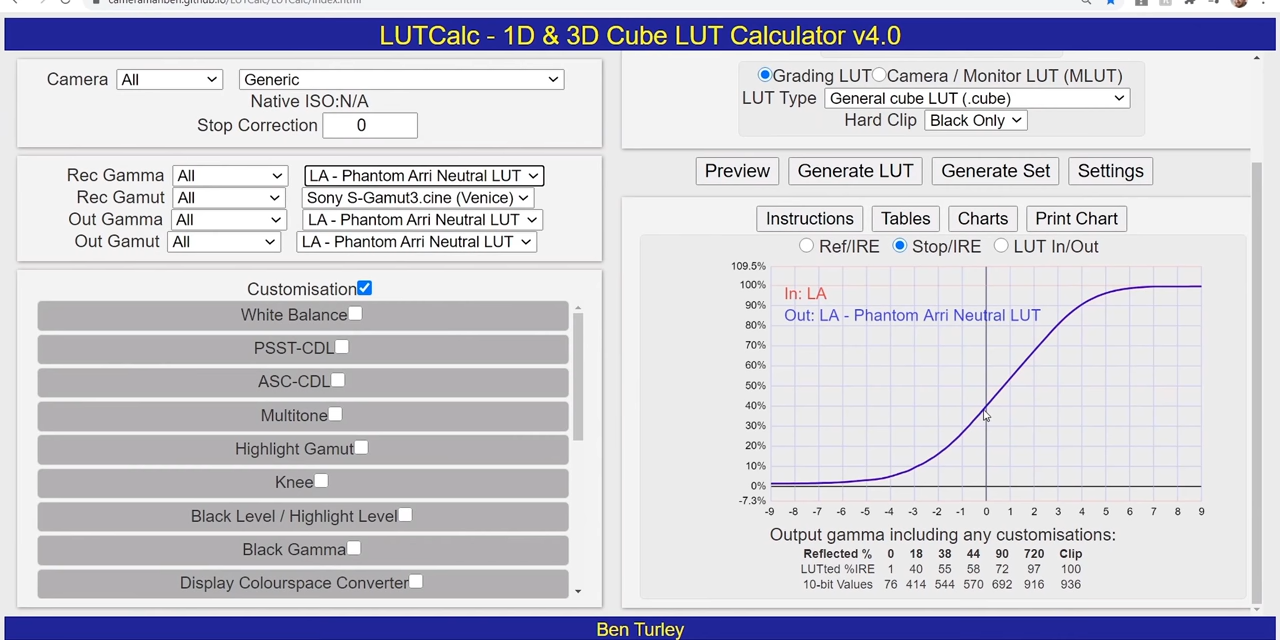 cameramanben.github.io/LUTCalc/LUTCalc/index.html
LUTCalc - 1D & 3D Cube LUT Calculator v4.0
Camera All Generic
Native ISO:N/A
Stop Correction 0
Rec Gamma All LA - Phantom Arri Neutral LUT
Rec Gamut All Sony S-Gamut3.cine (Venice)
Out Gamma All LA - Phantom Arri Neutral LUT
Out Gamut All LA - Phantom Arri Neutral LUT
Customisation
White Balance
PSST-CDL
ASC-CDL
Multitone
Highlight Gamut
Knee
Black Level / Highlight Level
Black Gamma
Display Colourspace Converter
Grading LUT Camera / Monitor LUT (MLUT)
LUT Type General cube LUT (.cube)
Hard Clip Black Only
Preview Generate LUT Generate Set Settings
Instructions Tables Charts Print Chart
Ref/IRE Stop/IRE LUT In/Out
109.5%
100%
90%
80%
70%
60%
50%
40%
30%
20%
10%
0%
-7.3%
In: LA
Out: LA - Phantom Arri Neutral LUT
-9 -8 -7 -6 -5 -4 -3 -2 -1 0 1 2 3 4 5 6 7 8 9
Output gamma including any customisations:
Reflected % 0 18 38 44 90 720 Clip
LUTted %IRE 1 40 55 58 72 97 100
10-bit Values 76 414 544 570 692 916 936
Ben Turley